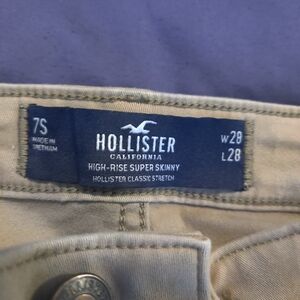 7S
MADE IN
VIETNAM
HOLLISTER
CALIFORNIA
HIGH-RISE SUPER SKINNY
HOLLISTER CLASSIC STRETCH
W28
L28